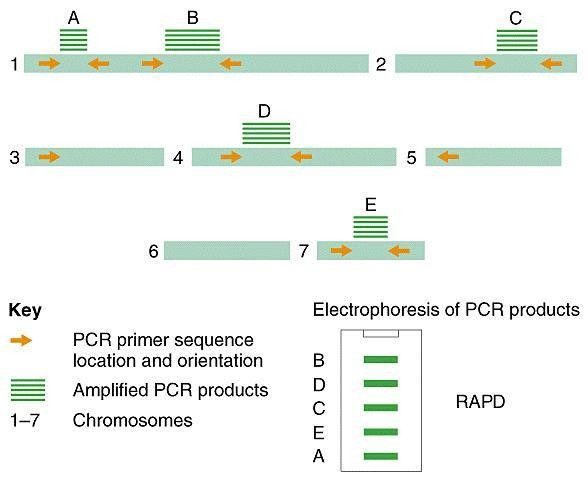 A B C
1 2
D
3 4 5
E
6 7
Key
PCR primer sequence
location and orientation
Amplified PCR products
1–7 Chromosomes
Electrophoresis of PCR products
B
D
C
E
A
RAPD